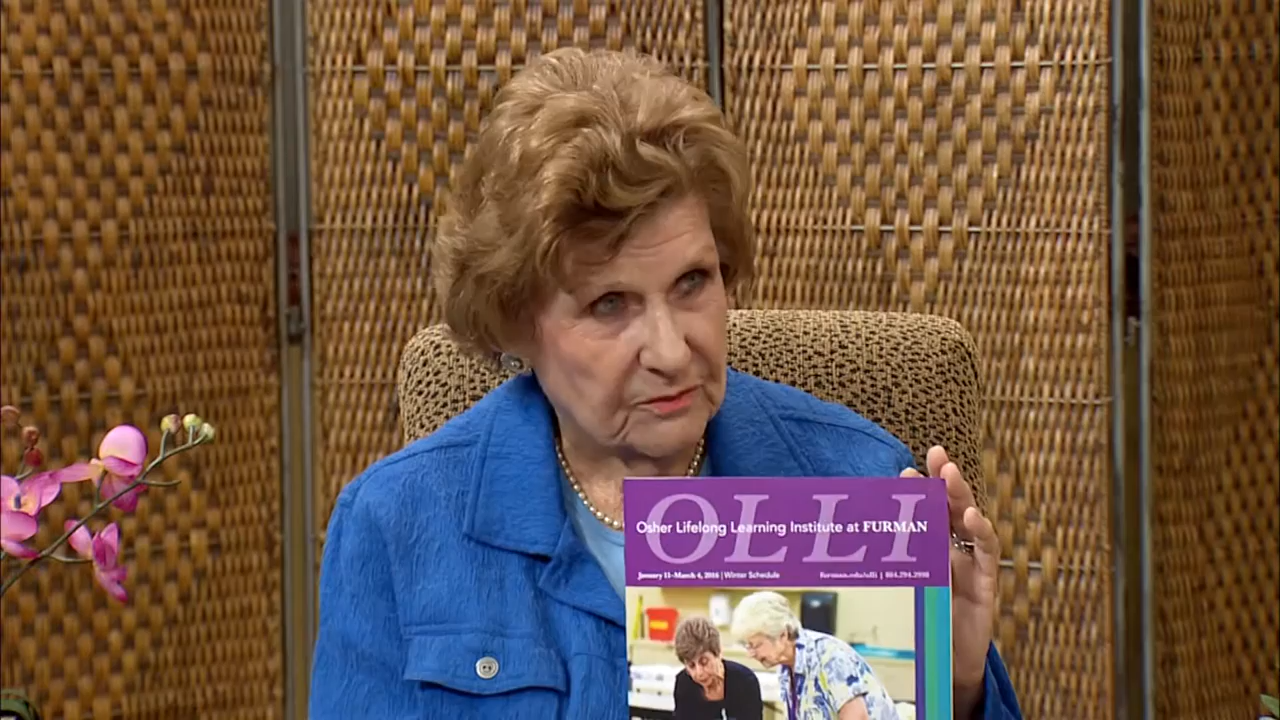 OLLI
Osher Lifelong Learning Institute at FURMAN
January 11-March 4, 2016 | Winter Schedule furman.edu/olli | 864.294.2998